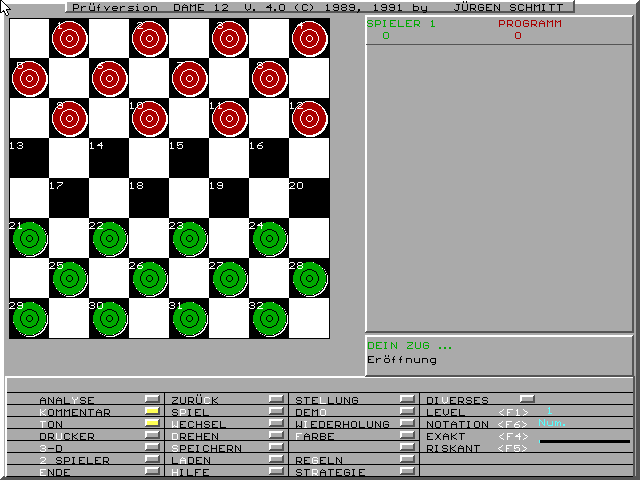 Prüfversion DAME 12 V. 4.0 (C) 1989, 1991 by JÜRGEN SCHMITT
1 2 3 4
5 6 7 8
9 10 11 12
13 14 15 16
17 18 19 20
21 22 23 24
25 26 27 28
29 30 31 32
SPIELER 1 PROGRAMM
0 0
DEIN ZUG ...
Eröffnung
ANALYSE ZURÜCK STELLUNG DIVERSES
KOMMENTAR SPIEL DEMO LEVEL <F1> 1
TON WECHSEL WIEDERHOLUNG NOTATION <F6> Num.
DRUCKER DREHEN FARBE EXAKT <F4>
3-D SPEICHERN RISKANT <F5>
2 SPIELER LADEN REGELN
ENDE HILFE STRATEGIE